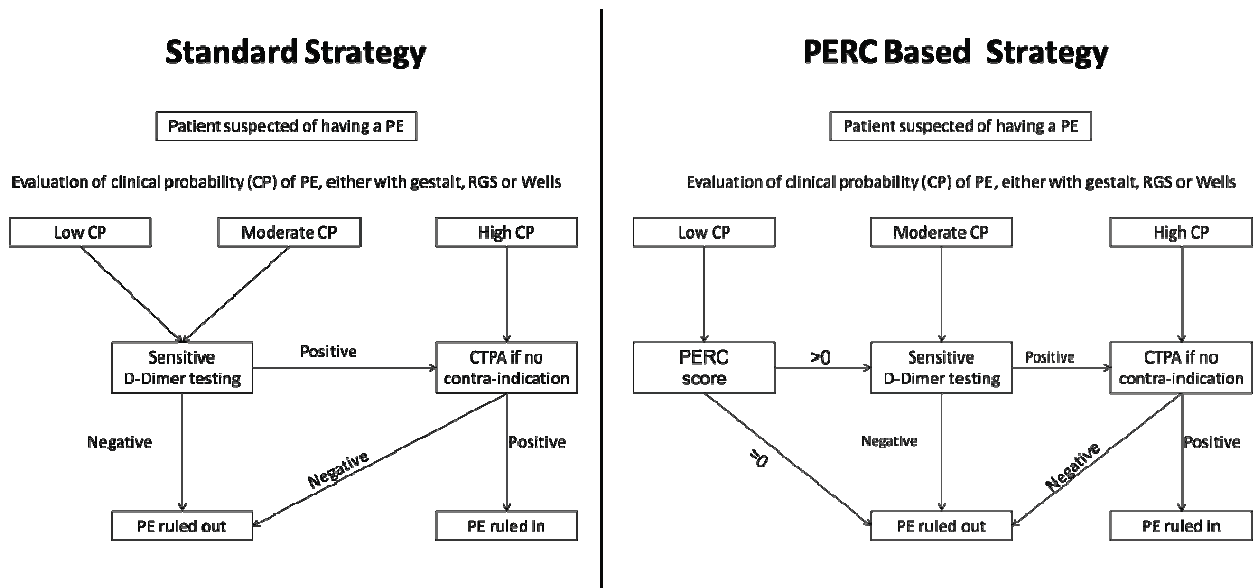 Standard Strategy
Patient suspected of having a PE
Evaluation of clinical probability (CP) of PE, either with gestalt, RGS or Wells
Low CP
Moderate CP
High CP
Sensitive
D-Dimer testing
Positive
CTPA if no
contra-indication
Negative
Negative
Positive
PE ruled out
PE ruled in
PERC Based Strategy
Patient suspected of having a PE
Evaluation of clinical probability (CP) of PE, either with gestalt, RGS or Wells
Low CP
Moderate CP
High CP
PERC
score
>0
Sensitive
D-Dimer testing
Positive
CTPA if no
contra-indication
=0
Negative
Negative
Positive
PE ruled out
PE ruled in